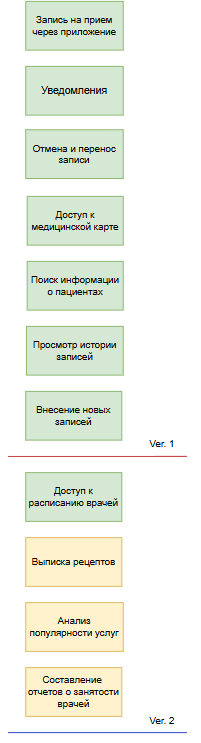 Запись на прием
через приложение
Уведомления
Отмена и перенос
записи
Доступ к
медицинской карте
Поиск информации
о пациентах
Просмотр истории
записей
Внесение новых
записей
Ver. 1
Доступ к
расписанию врачей
Выписка рецептов
Анализ
популярности услуг
Составление
отчетов о занятости
врачей
Ver. 2